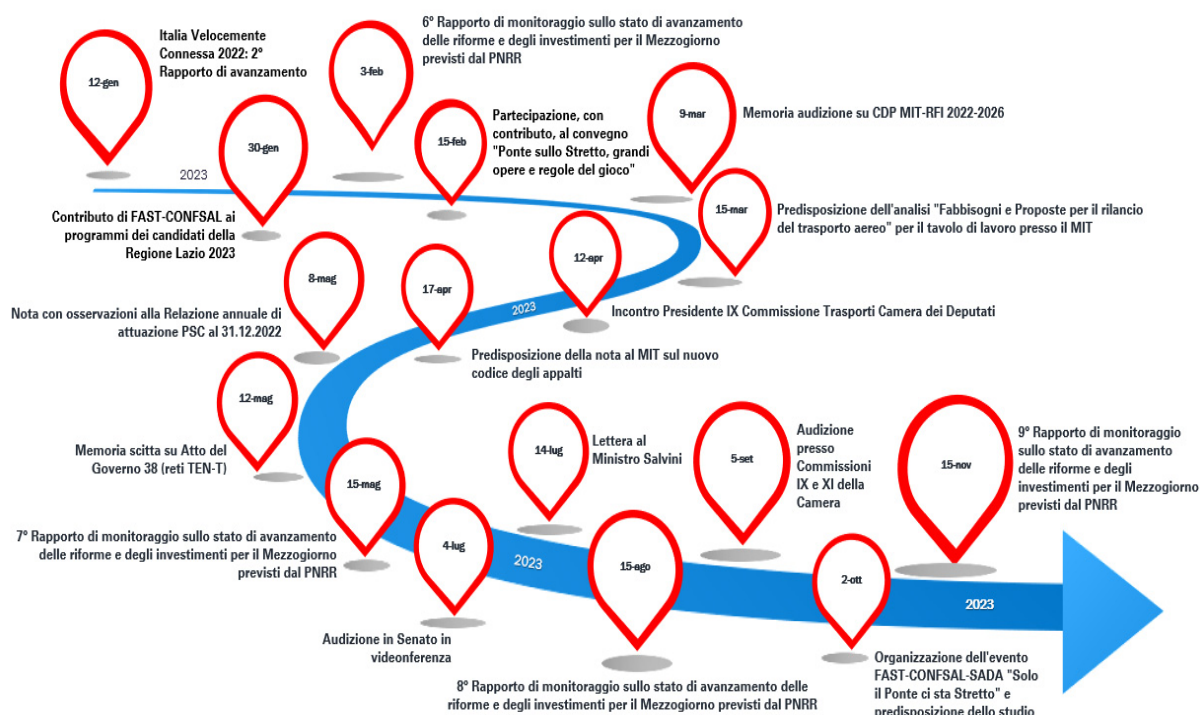 12-gen
Italia Velocemente
Connessa 2022: 2°
Rapporto di avanzamento
30-gen
Contributo di FAST-CONFSAL ai
programmi dei candidati della
Regione Lazio 2023
2023
3-feb
6° Rapporto di monitoraggio sullo stato di avanzamento
delle riforme e degli investimenti per il Mezzogiorno
previsti dal PNRR
15-feb
Partecipazione, con
contributo, al convegno
"Ponte sullo Stretto, grandi
opere e regole del gioco"
9-mar
Memoria audizione su CDP MIT-RFI 2022-2026
15-mar
Predisposizione dell'analisi "Fabbisogni e Proposte per il rilancio
del trasporto aereo" per il tavolo di lavoro presso il MIT
12-apr
Incontro Presidente IX Commissione Trasporti Camera dei Deputati
2023
17-apr
Predisposizione della nota al MIT sul nuovo
codice degli appalti
8-mag
Nota con osservazioni alla Relazione annuale di
attuazione PSC al 31.12.2022
12-mag
Memoria scitta su Atto del
Governo 38 (reti TEN-T)
15-mag
7° Rapporto di monitoraggio sullo stato di avanzamento
delle riforme e degli investimenti per il Mezzogiorno
previsti dal PNRR
4-lug
Audizione in Senato in
videonferenza
2023
14-lug
Lettera al
Ministro Salvini
15-ago
8° Rapporto di monitoraggio sullo stato di avanzamento delle
riforme e degli investimenti per il Mezzogiorno previsti dal PNRR
5-set
Audizione
presso
Commissioni
IX e XI della
Camera
2-ott
Organizzazione dell'evento
FAST-CONFSAL-SADA "Solo
il Ponte ci sta Stretto" e
predisposizione dello studio
15-nov
9° Rapporto di monitoraggio
sullo stato di avanzamento
delle riforme e degli
investimenti per il Mezzogiorno
previsti dal PNRR
2023